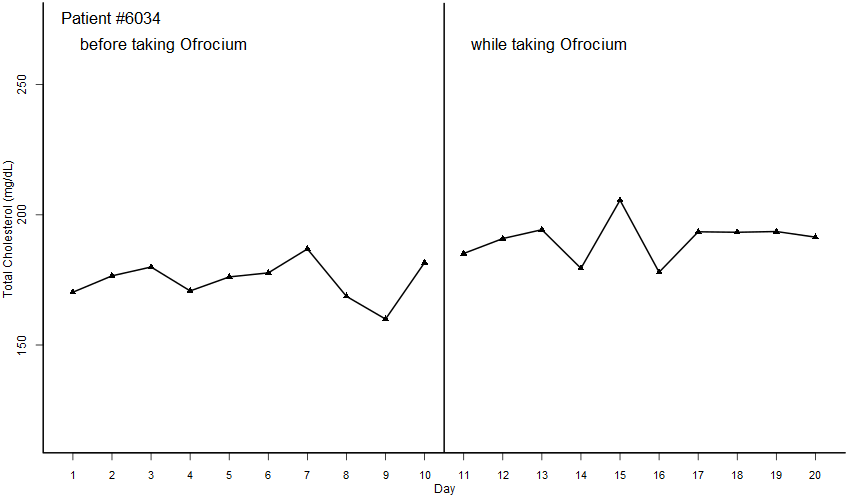 Patient #6034
before taking Ofrocium
while taking Ofrocium
250
200
150
Total Cholesterol (mg/dL)
1 2 3 4 5 6 7 8 9 10 11 12 13 14 15 16 17 18 19 20
Day